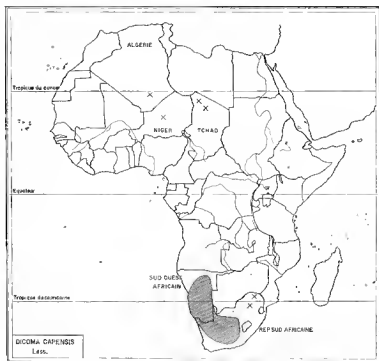 ALGERIE
Tropique du cancer
NIGER
TCHAD
Equateur
SUD OUEST
AFRICAIN
Tropique du capricorne
REP SUD AFRICAINE
DICOMA CAPENSIS
Less.